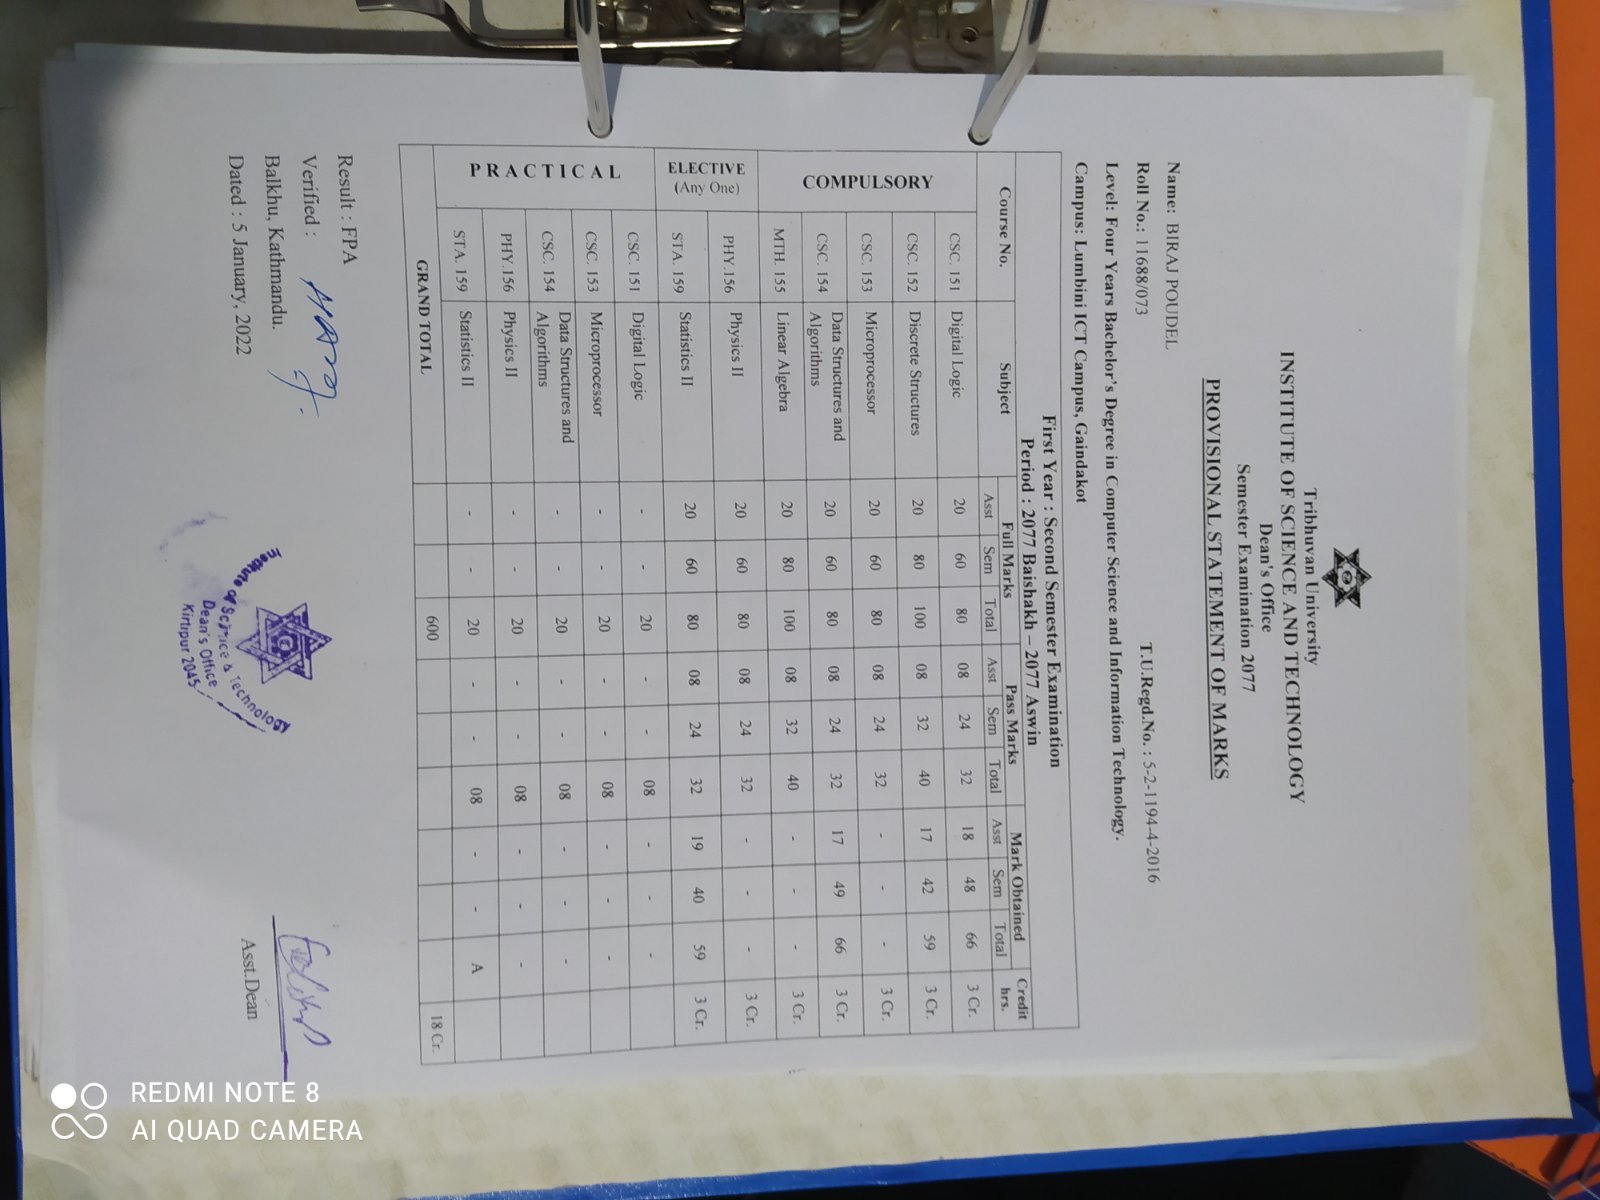 Tribhuvan University
INSTITUTE OF SCIENCE AND TECHNOLOGY
Dean's Office
Semester Examination 2077
PROVISIONAL STATEMENT OF MARKS
Name: BIRAJ POUDEL
Roll No.: 11688/073 T.U.Regd.No. : 5-2-1194-4-2016
Level: Four Years Bachelor's Degree in Computer Science and Information Technology.
Campus: Lumbini ICT Campus, Gaindakot
First Year : Second Semester Examination
Period : 2077 Baishakh – 2077 Aswin
Course No. Subject Full Marks Pass Marks Mark Obtained Credit hrs.
Asst Sem Total Asst Sem Total Asst Sem Total
COMPULSORY
CSC. 151 Digital Logic 20 60 80 08 24 32 18 48 66 3 Cr.
CSC. 152 Discrete Structures 20 80 100 08 32 40 17 42 59 3 Cr.
CSC. 153 Microprocessor 20 60 80 08 24 32 - - - 3 Cr.
CSC. 154 Data Structures and Algorithms 20 60 80 08 24 32 17 49 66 3 Cr.
MTH. 155 Linear Algebra 20 80 100 08 32 40 - - - 3 Cr.
ELECTIVE
(Any One)
PHY.156 Physics II 20 60 80 08 24 32 - - - 3 Cr.
STA. 159 Statistics II 20 60 80 08 24 32 19 40 59 3 Cr.
PRACTICAL
CSC. 151 Digital Logic - - 20 - - 08 - - -
CSC. 153 Microprocessor - - 20 - - 08 - - -
CSC. 154 Data Structures and Algorithms - - 20 - - 08 - - -
PHY.156 Physics II - - 20 - - 08 - - -
STA. 159 Statistics II - - 20 - - 08 - - A
GRAND TOTAL 600 18 Cr.
Result : FPA
Verified :
Balkhu, Kathmandu.
Dated : 5 January, 2022
Institute of Science & Technology
Dean's Office
Kirtipur 2045
Asst.Dean
REDMI NOTE 8
AI QUAD CAMERA